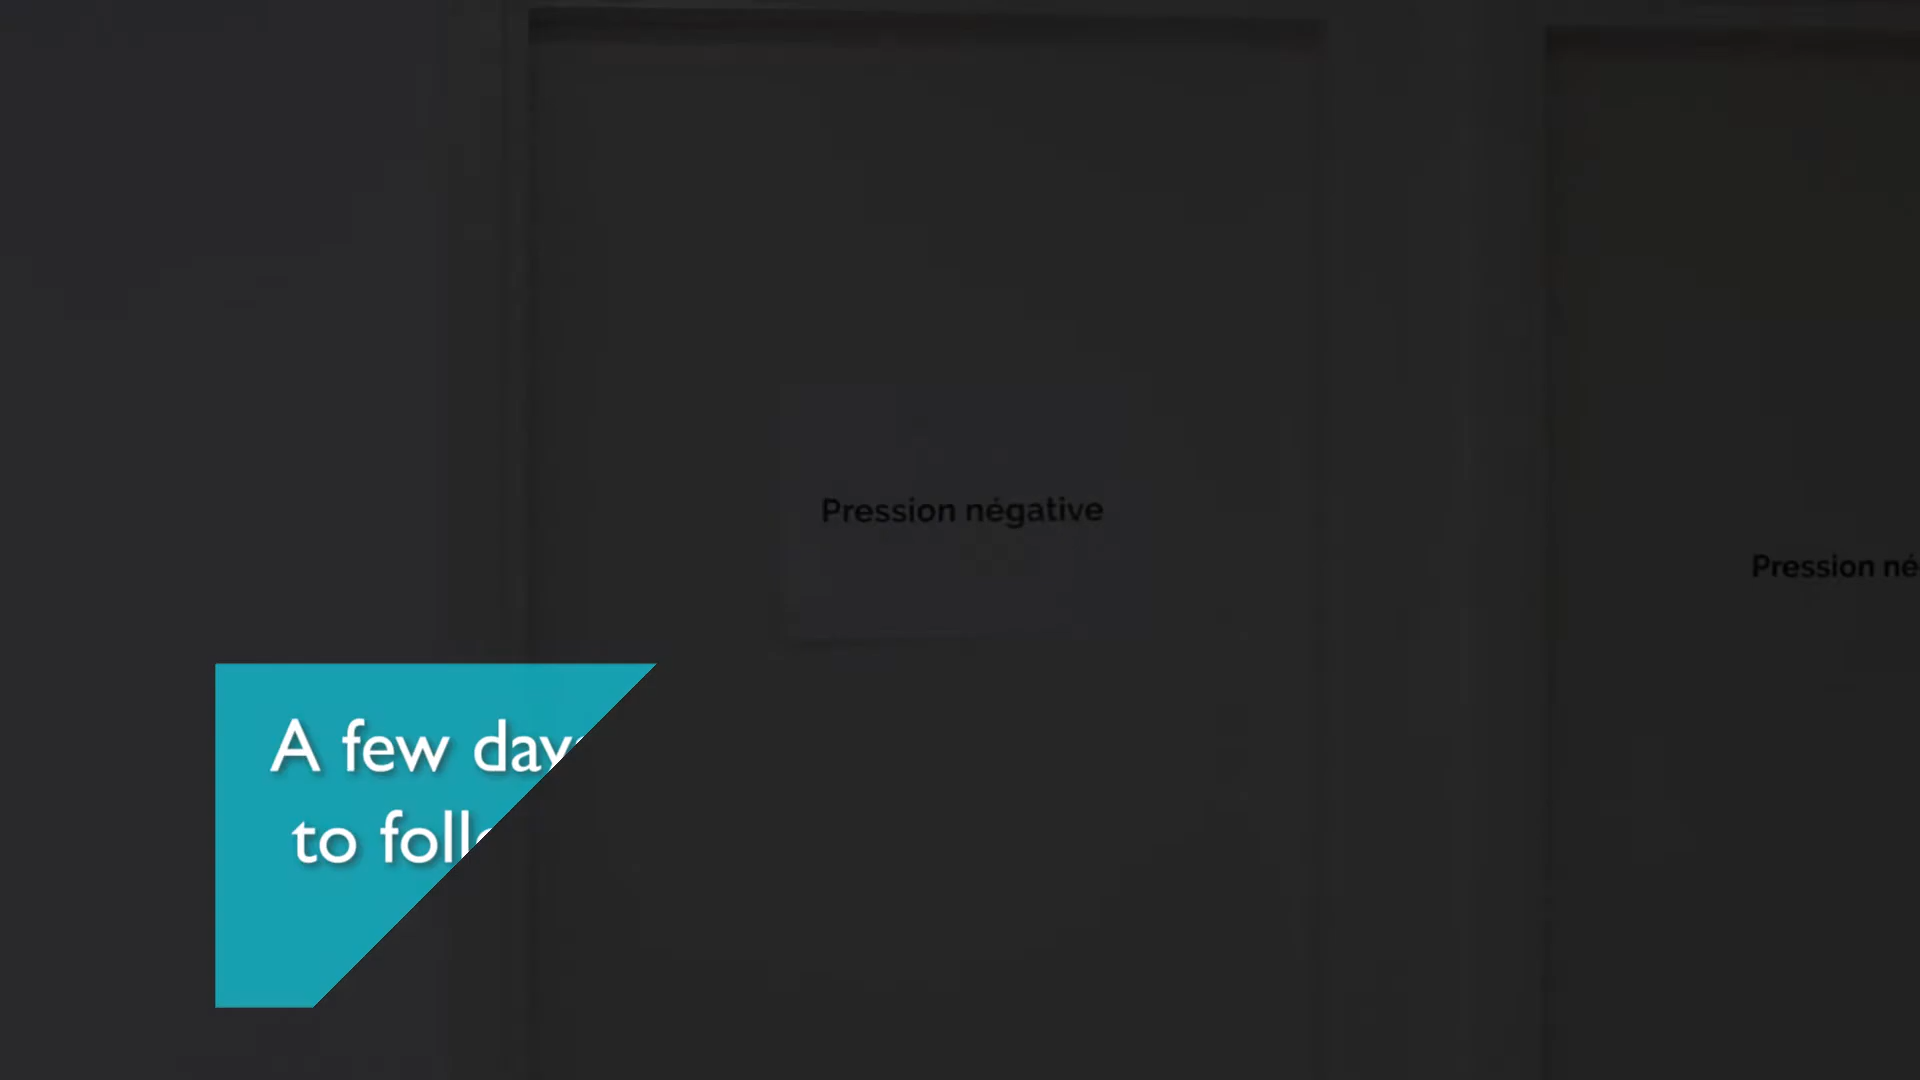 Pression négative
Pression né
A few day
to foll